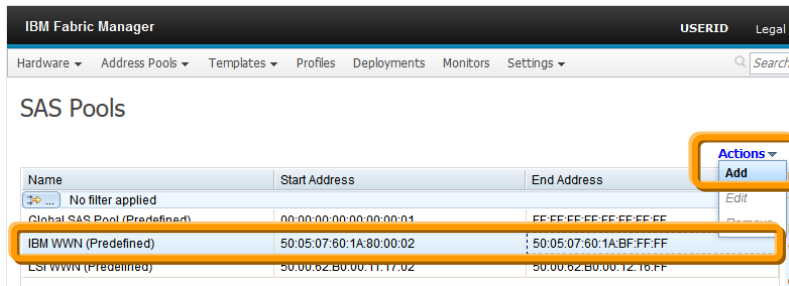 IBM Fabric Manager
USERID Legal
Hardware Address Pools Templates Profiles Deployments Monitors Settings Search
SAS Pools
Actions
Add
Edit
Remove
Name Start Address End Address
... No filter applied
Global SAS Pool (Predefined) 00:00:00:00:00:00:00:01 FF:FF:FF:FF:FF:FF:FF:FF
IBM WWN (Predefined) 50:05:07:60:1A:80:00:02 50:05:07:60:1A:BF:FF:FF
LSI WWN (Predefined) 50:00:62:B0:00:11:17:02 50:00:62:B0:00:12:16:FF